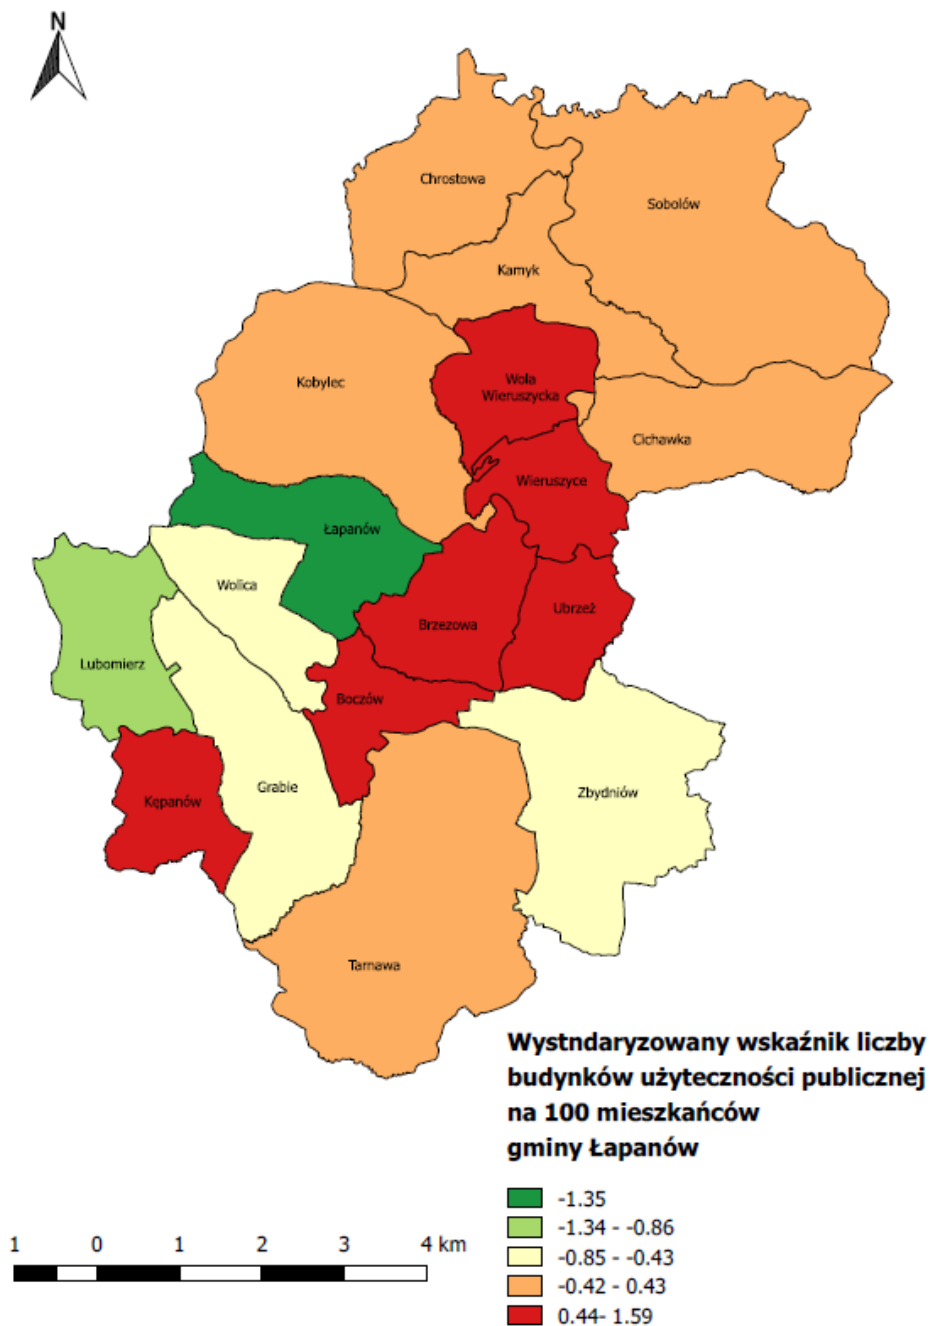 N
Chrostowa
Sobolów
Kamyk
Kobylec
Wola
Wieruszycka
Cichawka
Wieruszyce
Łapanów
Wolica
Ubrzeż
Brzezowa
Lubomierz
Boczów
Grabie
Zbydniów
Kępanów
Tarnawa
Wystndaryzowany wskaźnik liczby
budynków użyteczności publicznej
na 100 mieszkańców
gminy Łapanów
-1.35
-1.34 - -0.86
-0.85 - -0.43
-0.42 - 0.43
0.44- 1.59
1 0 1 2 3 4 km